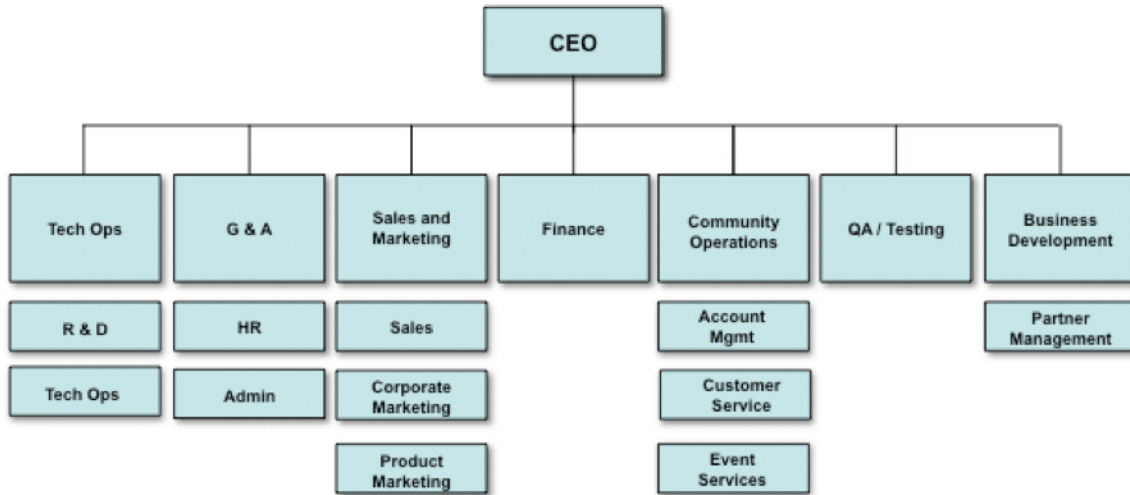 CEO
Tech Ops
G & A
Sales and
Marketing
Finance
Community
Operations
QA / Testing
Business
Development
R & D
HR
Sales
Account
Mgmt
Partner
Management
Tech Ops
Admin
Corporate
Marketing
Customer
Service
Product
Marketing
Event
Services